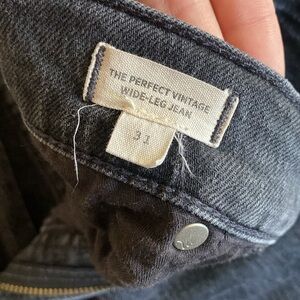 THE PERFECT VINTAGE
WIDE-LEG JEAN
31